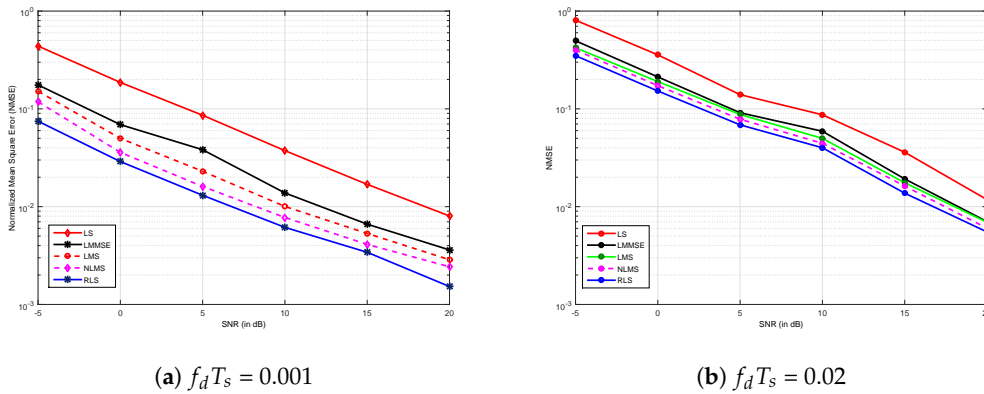 10^0
10^-1
10^-2
10^-3
Normalized Mean Square Error (NMSE)
LS
LMMSE
LMS
NLMS
RLS
-5 0 5 10 15 20
SNR (in dB)
(a) f_d T_s = 0.001
10^0
10^-1
10^-2
10^-3
NMSE
LS
LMMSE
LMS
NLMS
RLS
-5 0 5 10 15
SNR (in dB)
(b) f_d T_s = 0.02